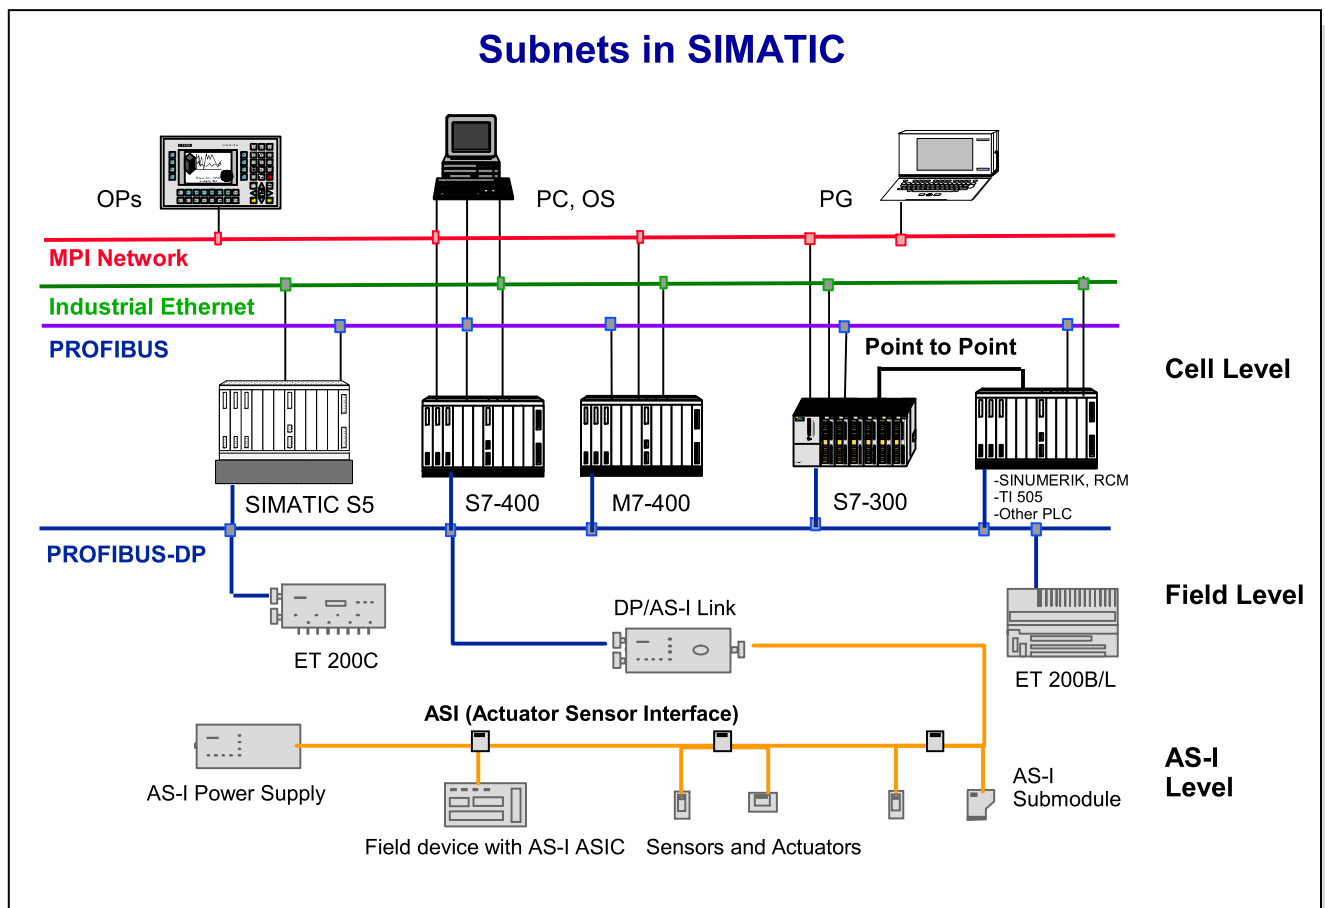 Subnets in SIMATIC
OPs
PC, OS
PG
MPI Network
Industrial Ethernet
PROFIBUS
Point to Point
Cell Level
SIMATIC S5
S7-400
M7-400
S7-300
-SINUMERIK, RCM
-TI 505
-Other PLC
PROFIBUS-DP
Field Level
ET 200C
DP/AS-I Link
ET 200B/L
ASI (Actuator Sensor Interface)
AS-I Power Supply
AS-I
Submodule
AS-I
Level
Field device with AS-I ASIC
Sensors and Actuators